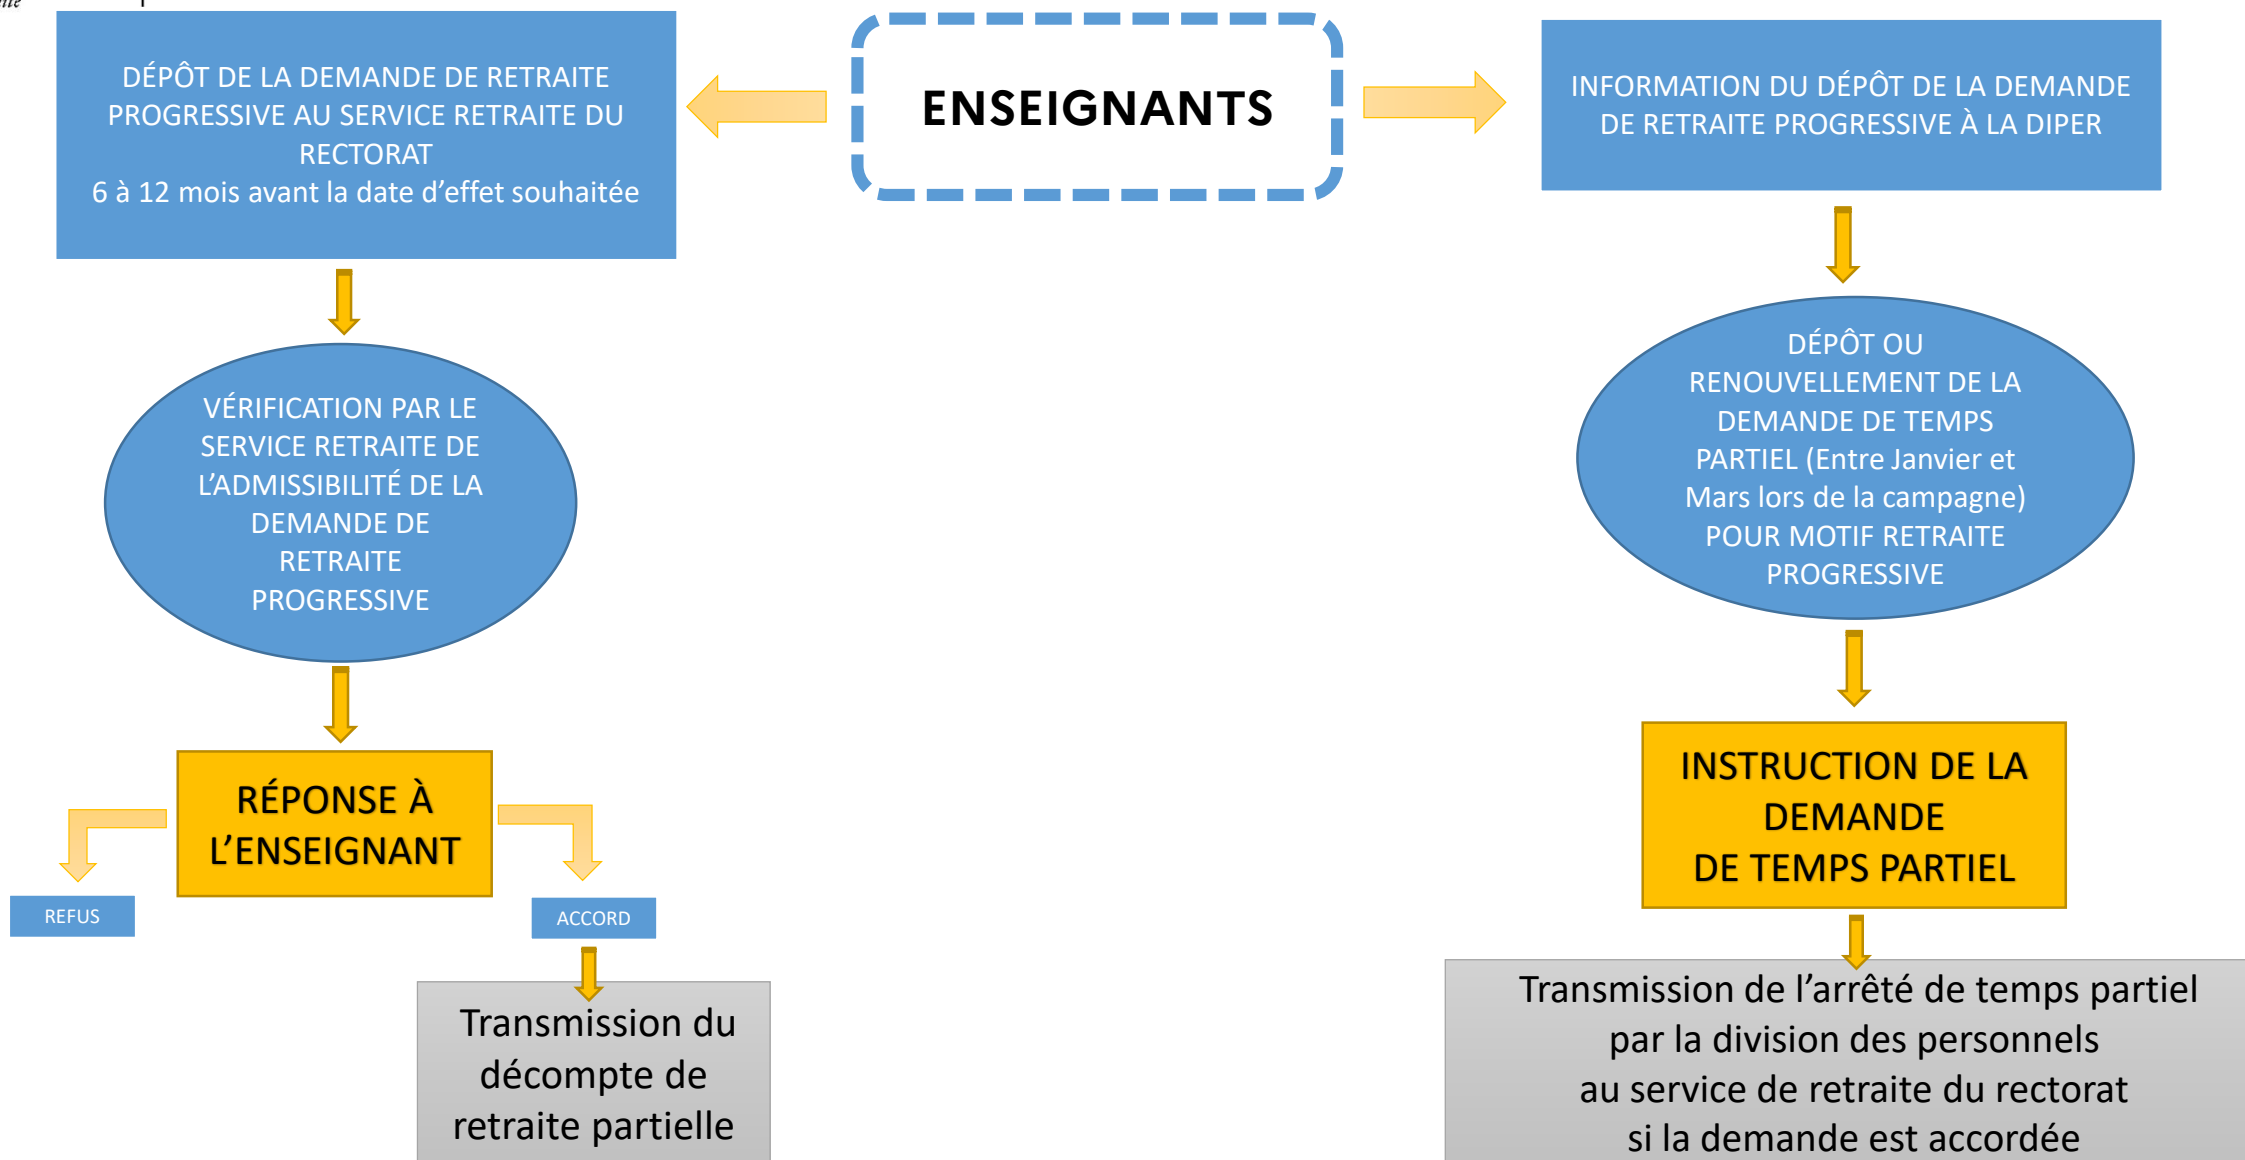 DÉPÔT DE LA DEMANDE DE RETRAITE
PROGRESSIVE AU SERVICE RETRAITE DU
RECTORAT
6 à 12 mois avant la date d’effet souhaitée
ENSEIGNANTS
INFORMATION DU DÉPÔT DE LA DEMANDE
DE RETRAITE PROGRESSIVE À LA DIPER
VÉRIFICATION PAR LE
SERVICE RETRAITE DE
L’ADMISSIBILITÉ DE LA
DEMANDE DE
RETRAITE
PROGRESSIVE
DÉPÔT OU
RENOUVELLEMENT DE LA
DEMANDE DE TEMPS
PARTIEL (Entre Janvier et
Mars lors de la campagne)
POUR MOTIF RETRAITE
PROGRESSIVE
RÉPONSE À
L’ENSEIGNANT
REFUS
ACCORD
Transmission du
décompte de
retraite partielle
INSTRUCTION DE LA
DEMANDE
DE TEMPS PARTIEL
Transmission de l’arrêté de temps partiel
par la division des personnels
au service de retraite du rectorat
si la demande est accordée